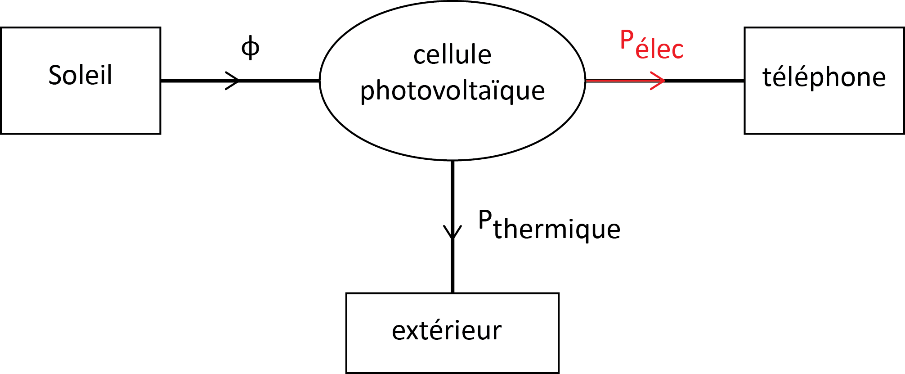 Soleil
ϕ
cellule
photovoltaïque
Pélec
téléphone
Pthermique
extérieur